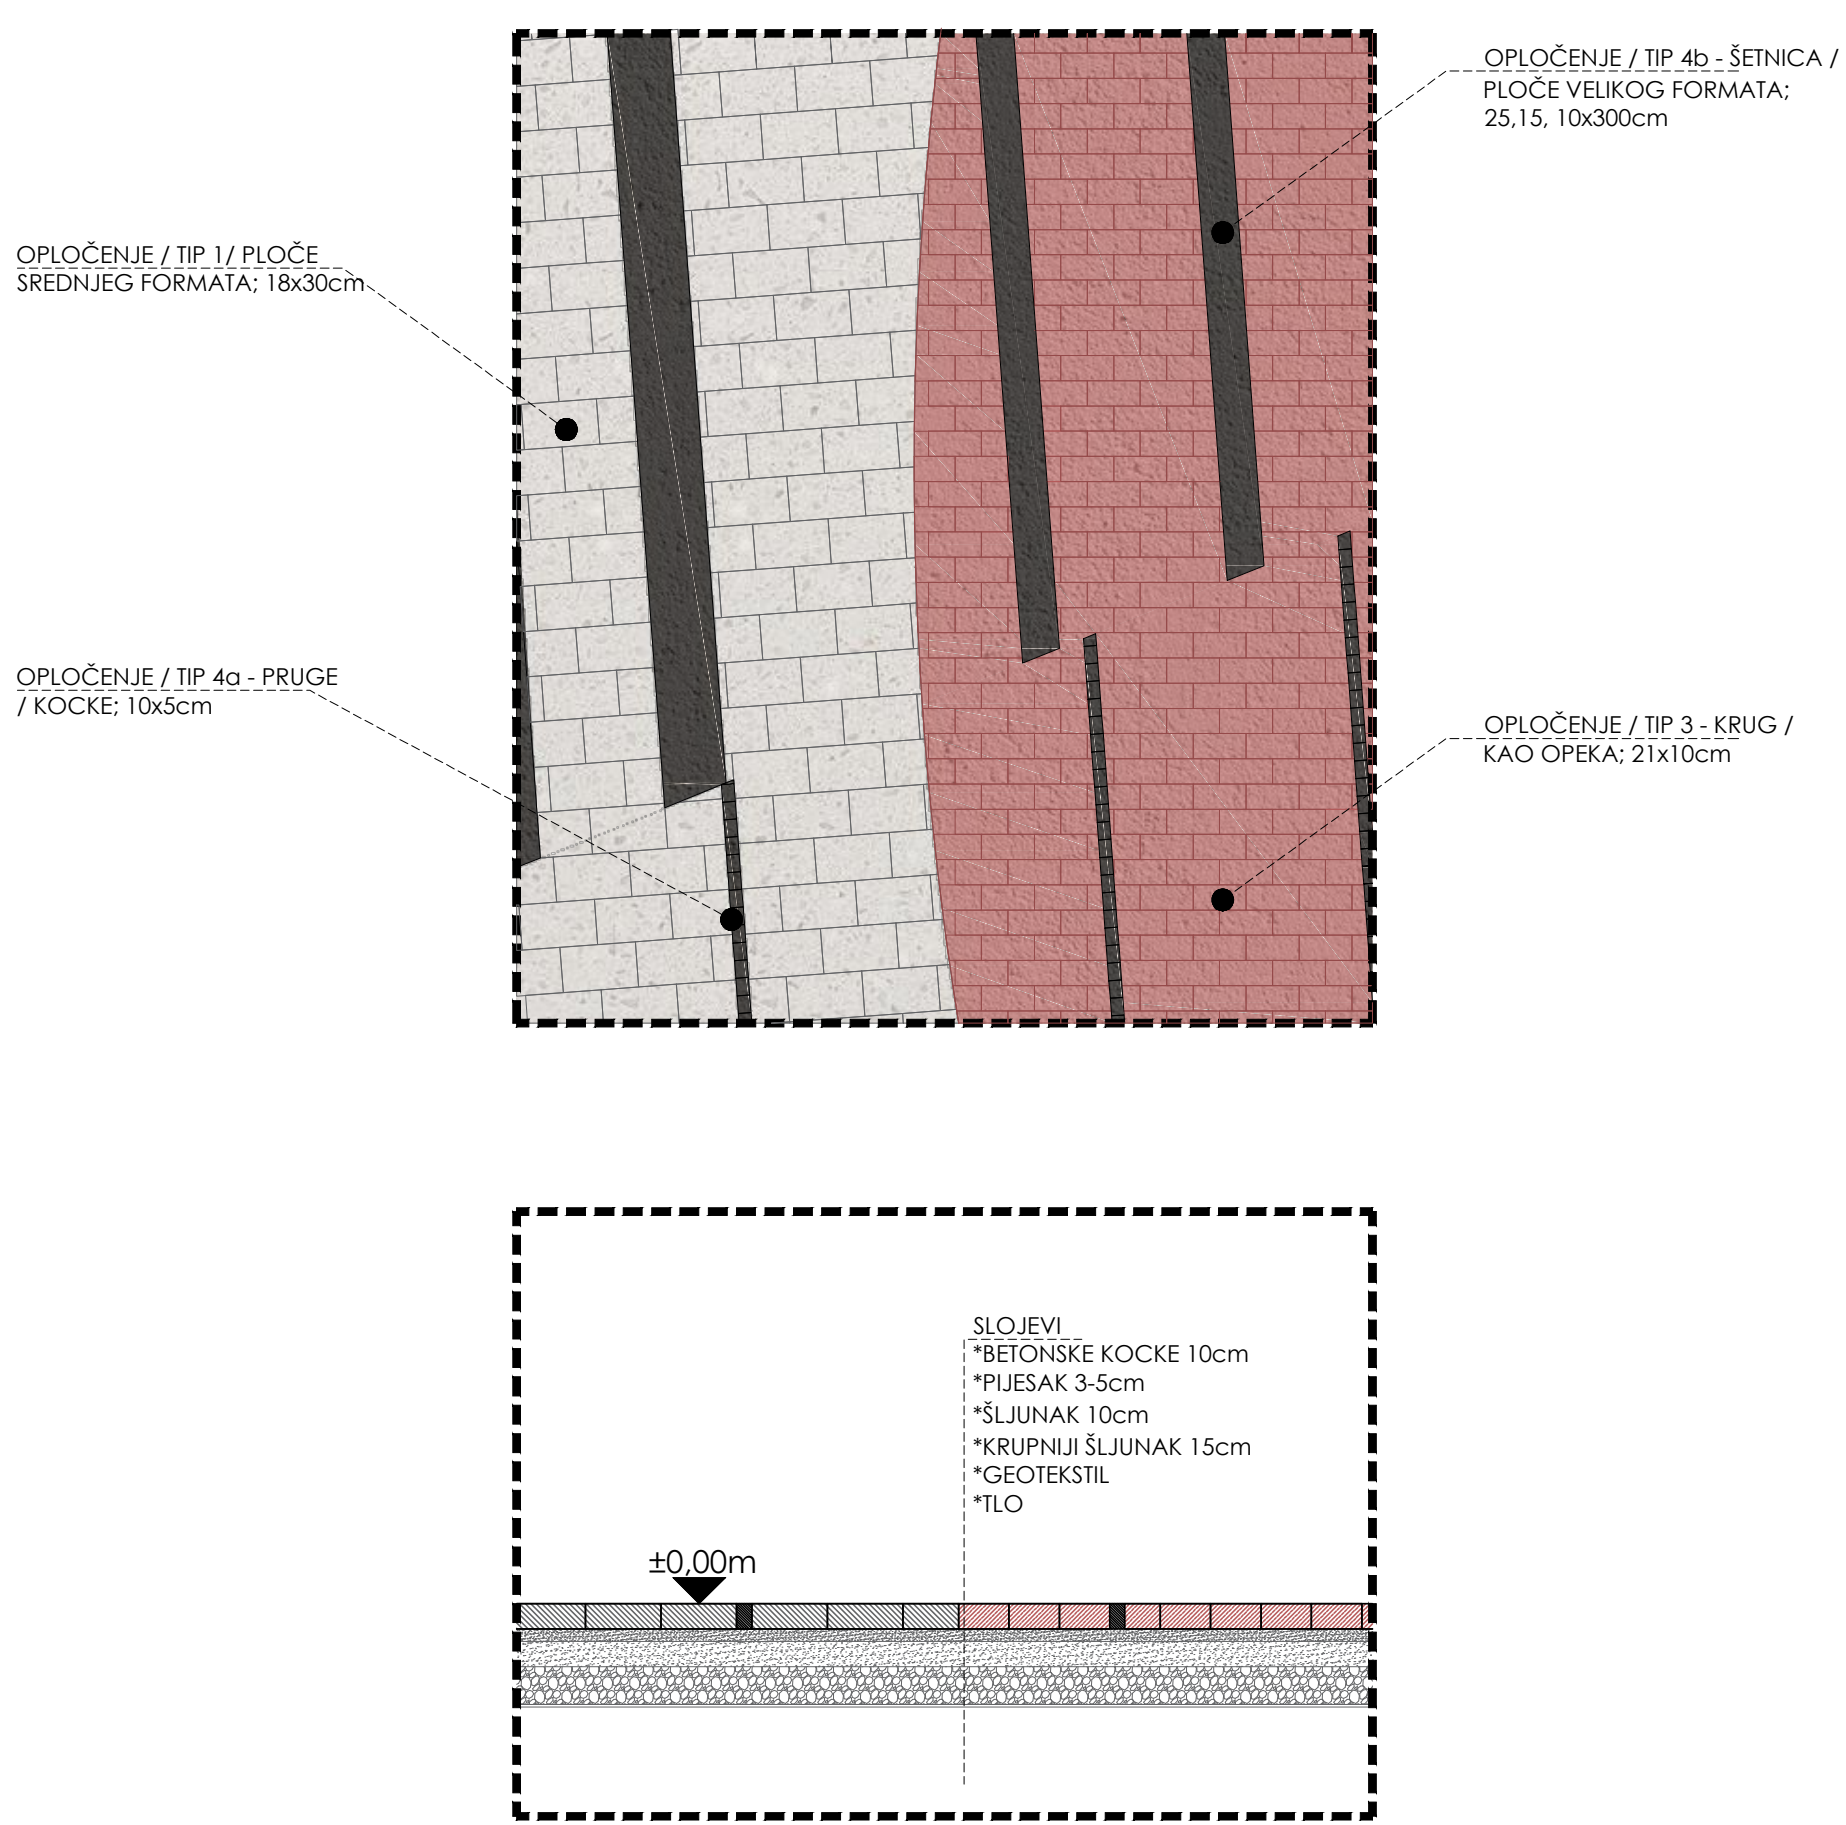 OPLOČENJE / TIP 4b - ŠETNICA /
PLOČE VELIKOG FORMATA;
25,15, 10x300cm
OPLOČENJE / TIP 1/ PLOČE
SREDNJEG FORMATA; 18x30cm
OPLOČENJE / TIP 4a - PRUGE
/ KOCKE; 10x5cm
OPLOČENJE / TIP 3 - KRUG /
KAO OPEKA; 21x10cm
SLOJEVI
*BETONSKE KOCKE 10cm
*PIJESAK 3-5cm
*ŠLJUNAK 10cm
*KRUPNIJI ŠLJUNAK 15cm
*GEOTEKSTIL
*TLO
±0,00m